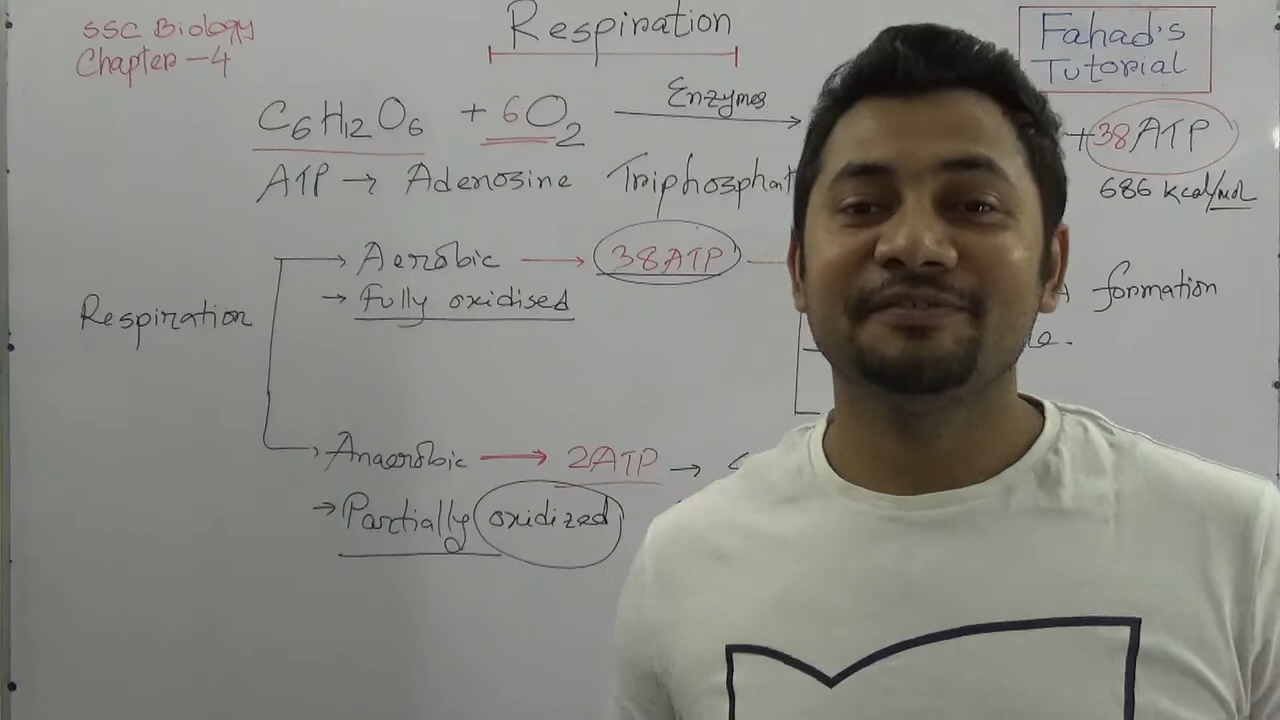 SSC Biology
Chapter-4
Respiration
Fahad's
Tutorial
C6H12O6 + 6O2 Enzymes → +38ATP
ATP → Adenosine Triphosphat
686 kcal/mol
Respiration
→ Aerobic → 38ATP
→ Fully oxidised
formation
→ Anaerobic → 2ATP →
→ Partially oxidized